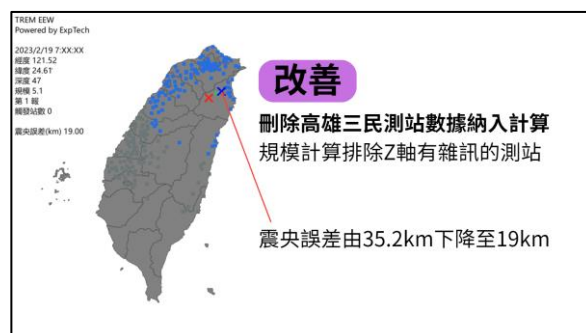 TREM EEW
Powered by ExpTech
2023/2/19 7:XX:XX
經度 121.52
緯度 24.61
深度 47
規模 5.1
第 1 報
觸發站數 0
震央誤差(km) 19.00
改善
刪除高雄三民測站數據納入計算
規模計算排除Z軸有雜訊的測站
震央誤差由35.2km下降至19km